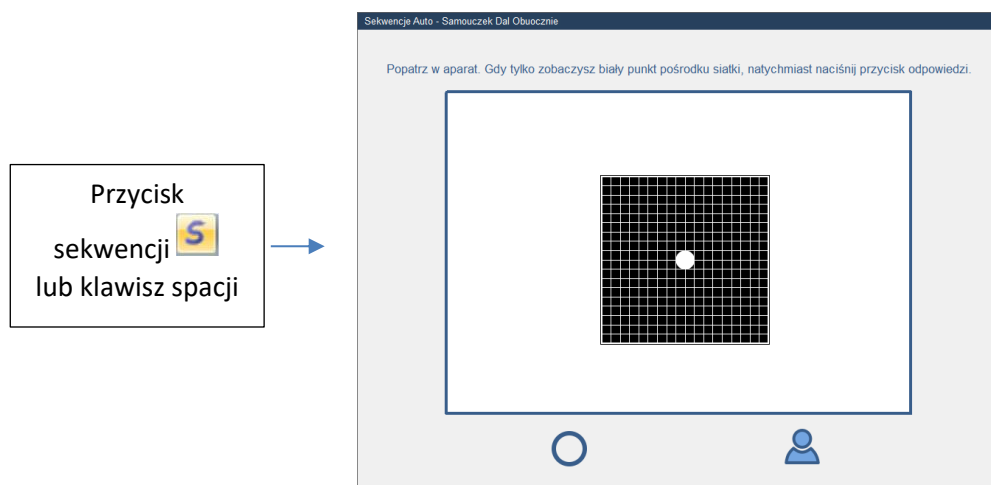 Sekwencje Auto - Samouczek Dal Obuocznie
Popatrz w aparat. Gdy tylko zobaczysz biały punkt pośrodku siatki, natychmiast naciśnij przycisk odpowiedzi.
Przycisk
sekwencji S
lub klawisz spacji